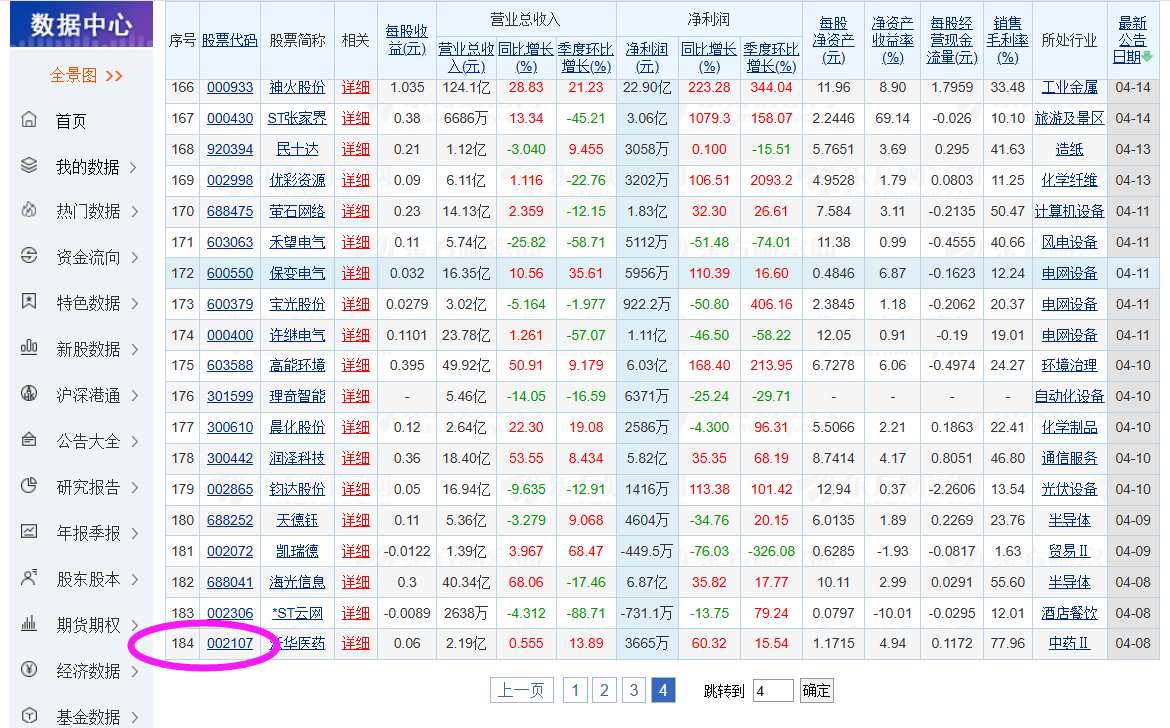 数据中心
全景图 >>
首页
我的数据
热门数据
资金流向
特色数据
新股数据
沪深港通
公告大全
研究报告
年报季报
股东股本
期货期权
经济数据
基金数据
序号 股票代码 股票简称 相关 每股收益(元) 营业总收入 净利润 每股净资产(元) 净资产收益率(%) 每股经营现金流量(元) 销售毛利率(%) 所处行业 最新公告日期
营业总收入(元) 同比增长(%) 季度环比增长(%) 净利润(元) 同比增长(%) 季度环比增长(%)
166 000933 神火股份 详细 1.035 124.1亿 28.83 21.23 22.90亿 223.28 344.04 11.96 8.90 1.7959 33.48 工业金属 04-14
167 000430 ST张家界 详细 0.38 6686万 13.34 -45.21 3.06亿 1079.3 158.07 2.2446 69.14 -0.026 10.10 旅游及景区 04-14
168 920394 民士达 详细 0.21 1.12亿 -3.040 9.455 3058万 0.100 -15.51 5.7651 3.69 0.295 41.63 造纸 04-13
169 002998 优彩资源 详细 0.09 6.11亿 1.116 -22.76 3202万 106.51 2093.2 4.9528 1.79 0.0803 11.25 化学纤维 04-13
170 688475 萤石网络 详细 0.23 14.13亿 2.359 -12.15 1.83亿 32.30 26.61 7.584 3.11 -0.2135 50.47 计算机设备 04-11
171 603063 禾望电气 详细 0.11 5.74亿 -25.82 -58.71 5112万 -51.48 -74.01 11.38 0.99 -0.4555 40.66 风电设备 04-11
172 600550 保变电气 详细 0.032 16.35亿 10.56 35.61 5956万 110.39 16.60 0.4846 6.87 -0.1623 12.24 电网设备 04-11
173 600379 宝光股份 详细 0.0279 3.02亿 -5.164 -1.977 922.2万 -50.80 406.16 2.3845 1.18 -0.2062 20.37 电网设备 04-11
174 000400 许继电气 详细 0.1101 23.78亿 1.261 -57.07 1.11亿 -46.50 -58.22 12.05 0.91 -0.19 19.01 电网设备 04-11
175 603588 高能环境 详细 0.395 49.92亿 50.91 9.179 6.03亿 168.40 213.95 6.7278 6.06 -0.4974 24.27 环境治理 04-11
176 301599 理奇智能 详细 - 5.46亿 -14.05 -16.59 6371万 -25.24 -29.71 - - - - 自动化设备 04-10
177 300610 晨化股份 详细 0.12 2.64亿 22.30 19.08 2586万 -4.300 96.31 5.5066 2.21 0.1863 22.41 化学制品 04-10
178 300442 润泽科技 详细 0.36 18.40亿 53.55 8.434 5.82亿 35.35 68.19 8.7414 4.17 0.8051 46.80 通信服务 04-10
179 002865 钧达股份 详细 0.05 16.94亿 -9.635 -12.91 1416万 113.38 101.42 12.94 0.37 -2.2606 13.54 光伏设备 04-10
180 688252 天德钰 详细 0.11 5.36亿 -3.279 9.068 4604万 -34.76 20.15 6.0135 1.89 0.2269 23.76 半导体 04-09
181 002072 凯瑞德 详细 -0.0122 1.39亿 3.967 68.47 -449.5万 -76.03 -326.08 0.6285 -1.93 -0.0817 1.63 贸易Ⅱ 04-09
182 688041 海光信息 详细 0.3 40.34亿 68.06 -17.46 6.87亿 35.82 17.77 10.11 2.99 0.0291 55.60 半导体 04-08
183 002306 *ST云网 详细 -0.0089 2638万 -4.312 -88.71 -731.1万 -13.75 79.24 0.0797 -10.01 -0.0295 12.01 酒店餐饮 04-08
184 002107 华医药 详细 0.06 2.19亿 0.555 13.89 3665万 60.32 15.54 1.1715 4.94 0.1172 77.96 中药Ⅱ 04-08
上一页 1 2 3 4 跳转到 4 确定